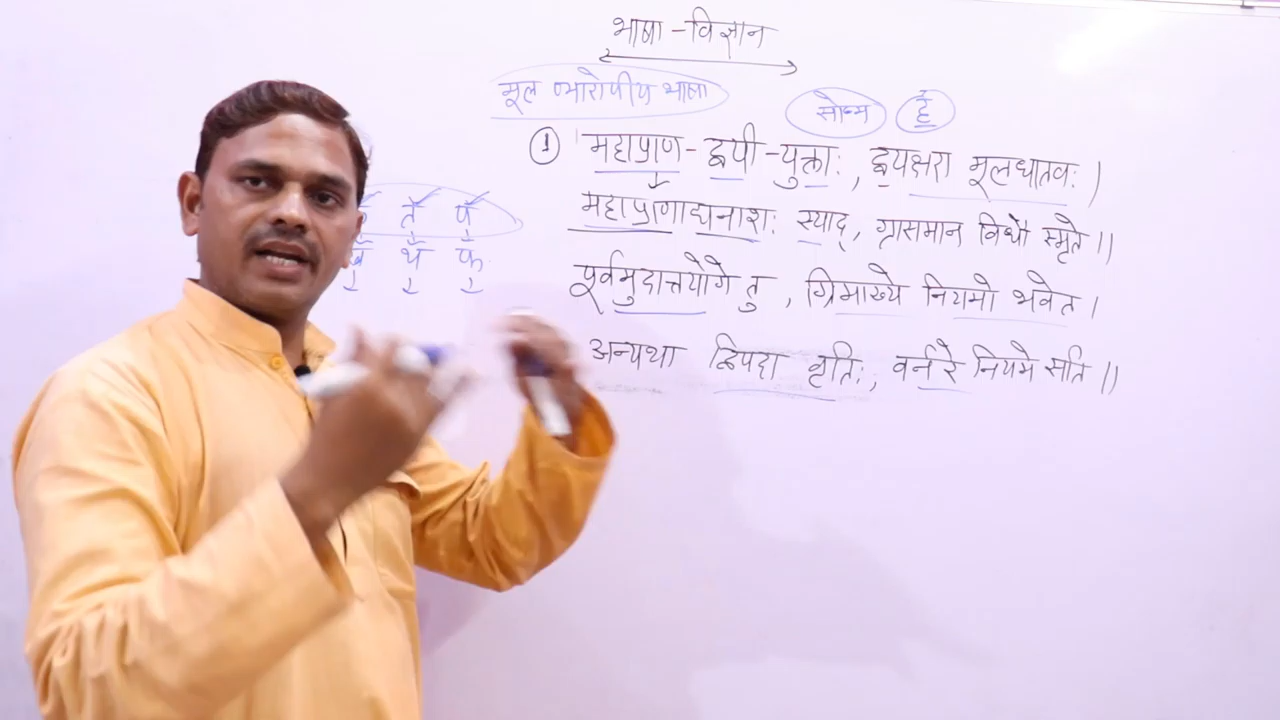 भाषा - विज्ञान
मूल भारोपीय भाषा
सोष्म ह
① महाप्राण - द्वयी - युक्ताः, द्वयक्षरा मूलधातवः।
महाप्राणाद्यनाशः स्याद्, ग्रासमान विधौ स्मृते॥
पूर्वमुदात्तयोगे तु, ग्रिमाख्ये नियमो भवेत।
अन्यथा द्विपदा वृतिः, वर्नरे नियमे सति॥
त प
ख थ फ